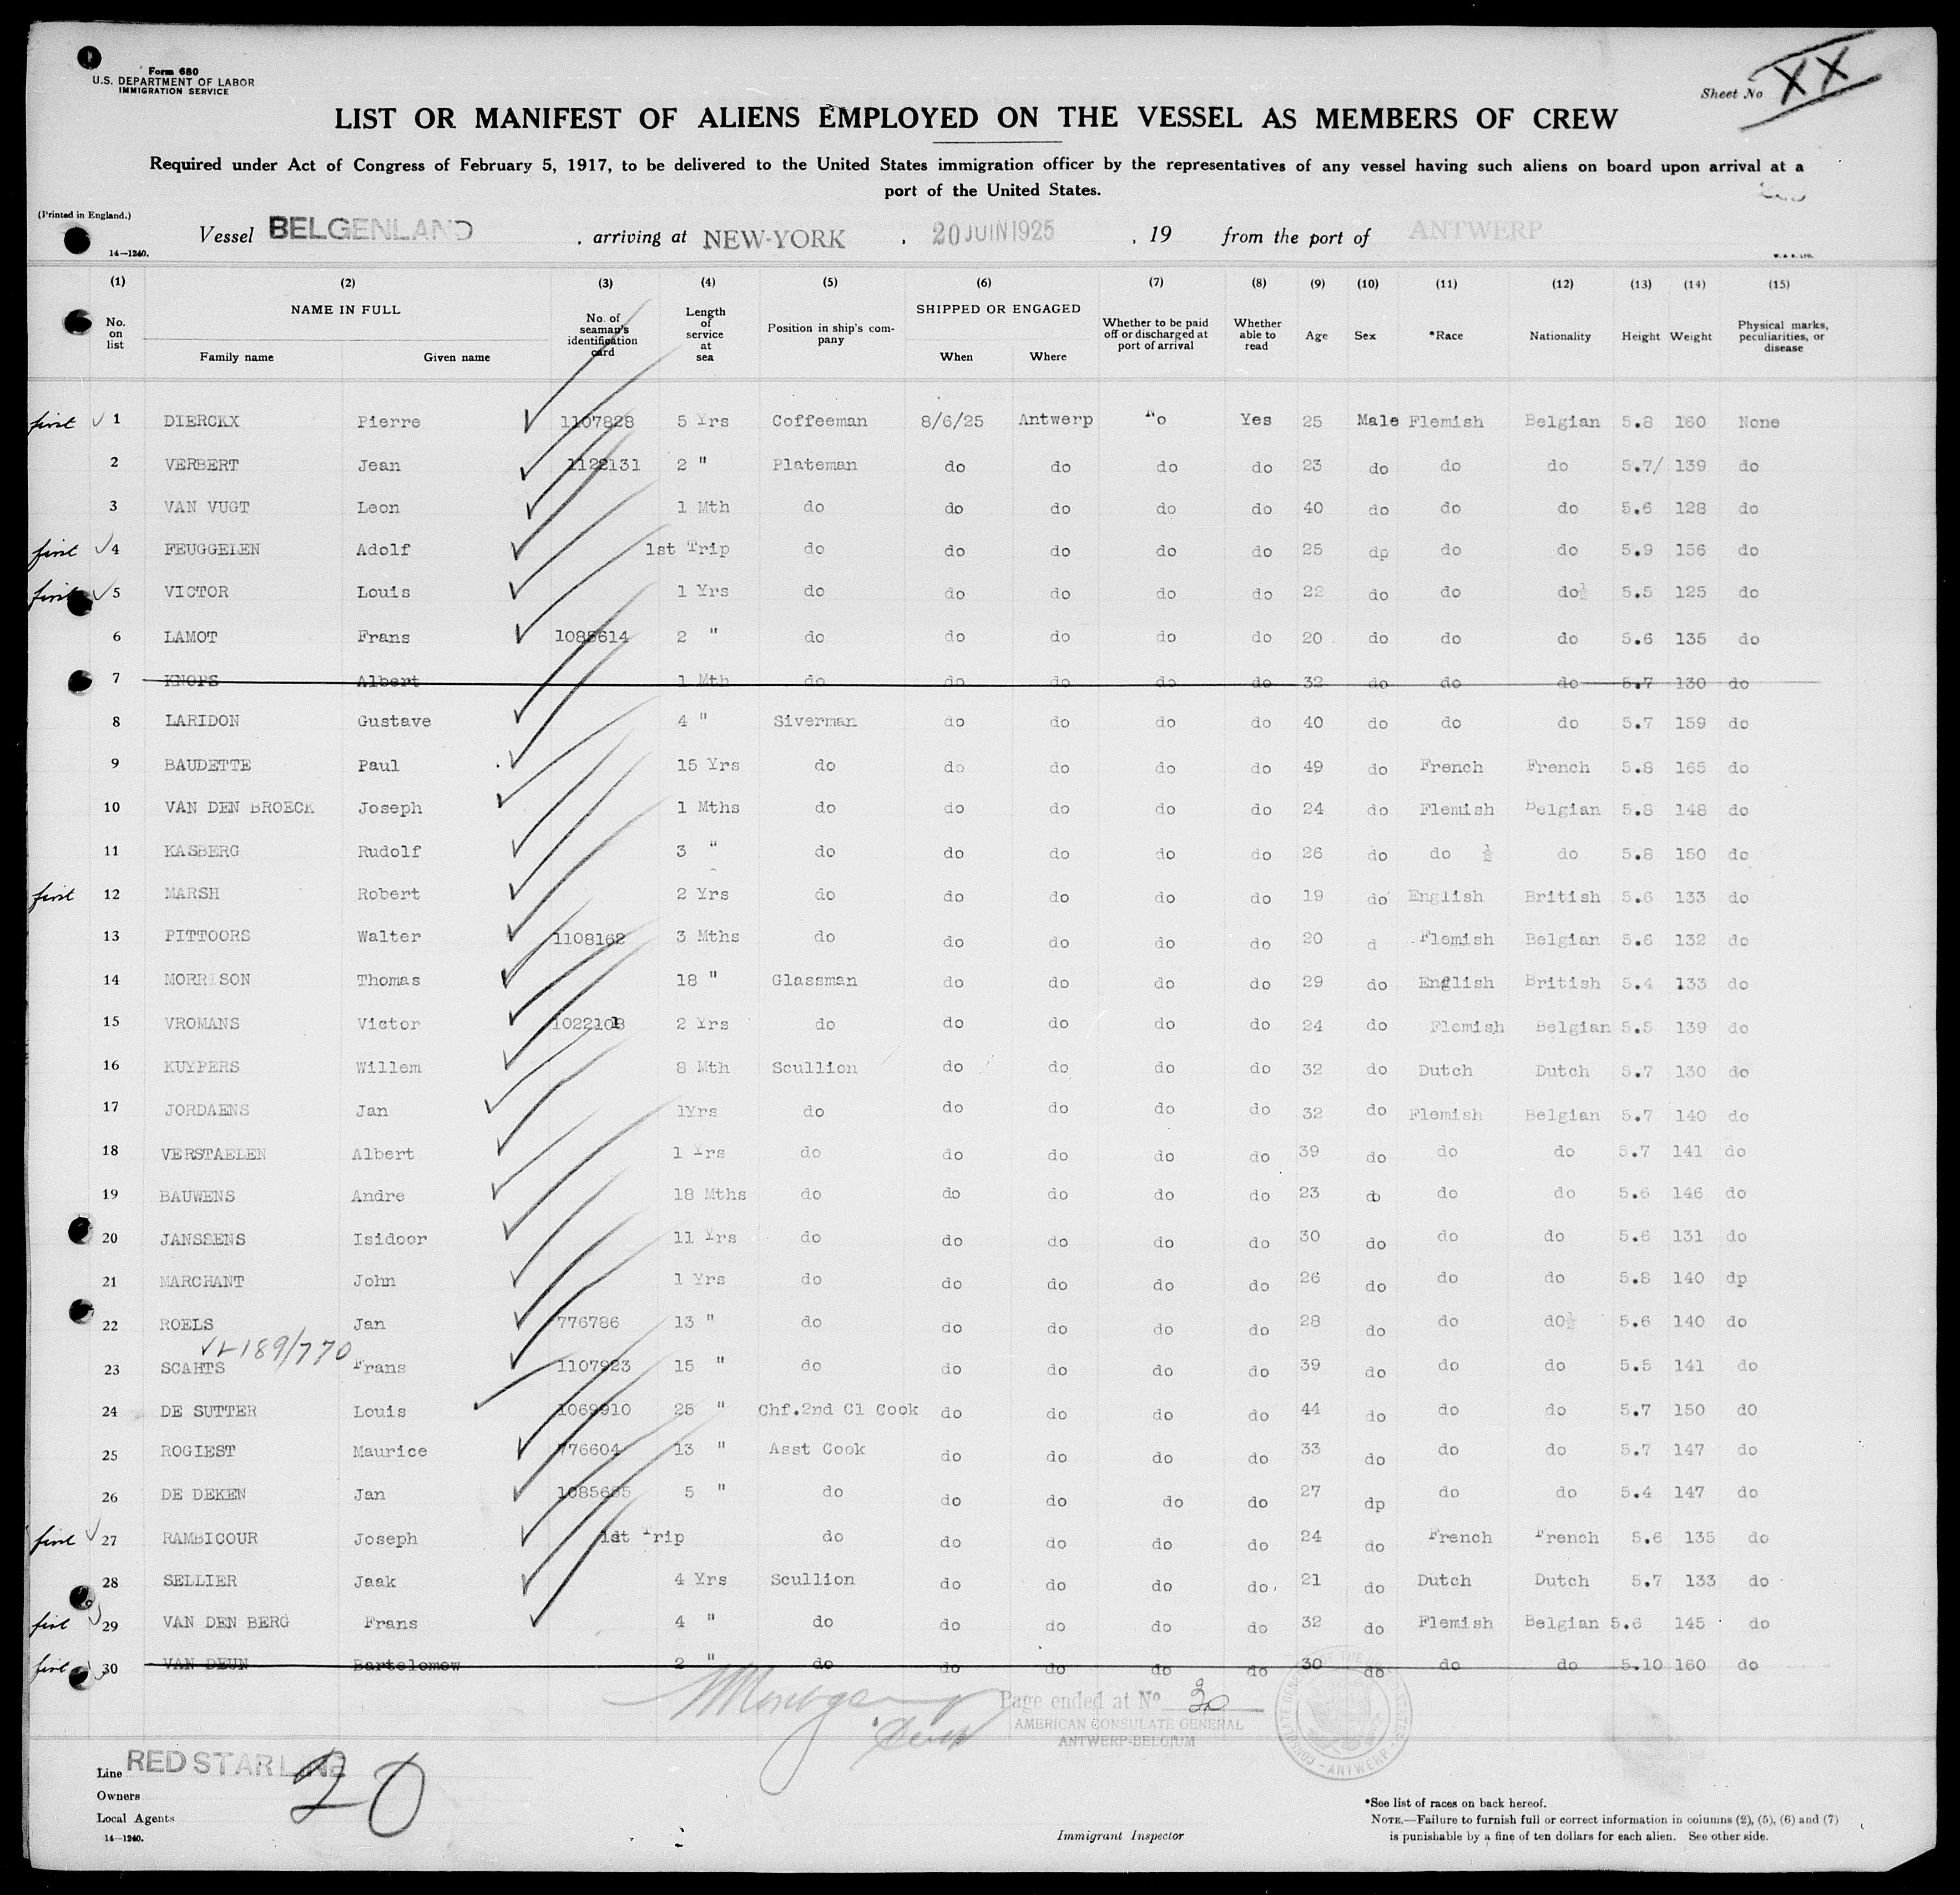 Form 680
U.S. DEPARTMENT OF LABOR
IMMIGRATION SERVICE
Sheet No XX
LIST OR MANIFEST OF ALIENS EMPLOYED ON THE VESSEL AS MEMBERS OF CREW
Required under Act of Congress of February 5, 1917, to be delivered to the United States immigration officer by the representatives of any vessel having such aliens on board upon arrival at a
port of the United States.
(Printed in England.)
Vessel BELGENLAND , arriving at NEW-YORK , 20 JUIN 1925 , 19 from the port of ANTWERP
14—1240.
(1) (2) (3) (4) (5) (6) (7) (8) (9) (10) (11) (12) (13) (14) (15)
No. on list NAME IN FULL Family name Given name No. of seaman's identification card Length of service at sea Position in ship's company SHIPPED OR ENGAGED When Where Whether to be paid off or discharged at port of arrival Whether able to read Age Sex *Race Nationality Height Weight Physical marks, peculiarities, or disease
first 1 DIERCKX Pierre 1107828 5 Yrs Coffeeman 8/6/25 Antwerp No Yes 25 Male Flemish Belgian 5.8 160 None
2 VERBERT Jean 1122131 2 " Plateman do do do do 23 do do do 5.7/ 139 do
3 VAN VUGT Leon 1 Mth do do do do do 40 do do do 5.6 128 do
first 4 FEUGGELEN Adolf 1st Trip do do do do do 25 dp do do 5.9 156 do
first 5 VICTOR Louis 1 Yrs do do do do do 22 do do do½ 5.5 125 do
6 LAMOT Frans 1085614 2 " do do do do do 20 do do do 5.6 135 do
7 KNOPS Albert 1 Mth do do do do do 32 do do do 5.7 130 do
8 LARIDON Gustave 4 " Siverman do do do do 40 do do do 5.7 159 do
9 BAUDETTE Paul 15 Yrs do do do do do 49 do French French 5.8 165 do
10 VAN DEN BROECK Joseph 1 Mths do do do do do 24 do Flemish Belgian 5.8 148 do
11 KASBERG Rudolf 3 " do do do do do 26 do do ½ do 5.8 150 do
first 12 MARSH Robert 2 Yrs do do do do do 19 do English British 5.6 133 do
13 PITTOORS Walter 1108162 3 Mths do do do do do 20 d Flemish Belgian 5.6 132 do
14 MORRISON Thomas 18 " Glassman do do do do 29 do English British 5.4 133 do
15 VROMANS Victor 2 Yrs do do do do do 24 do Flemish Belgian 5.5 139 do
16 KUYPERS Willem 8 Mth Scullion do do do do 32 do Dutch Dutch 5.7 130 do
17 JORDAENS Jan 1Yrs do do do do do 32 do Flemish Belgian 5.7 140 do
18 VERSTAELEN Albert 1 Yrs do do do do do 39 do do do 5.7 141 do
19 BAUWENS Andre 18 Mths do do do do do 23 do do do 5.6 146 do
20 JANSSENS Isidoor 11 Yrs do do do do do 30 do do do 5.6 131 do
21 MARCHANT John 1 Yrs do do do do do 26 do do do 5.8 140 dp
22 ROELS Jan 776786 13 " do do do do do 28 do do do½ 5.6 140 do
189/770
23 SCAHTS Frans 1107923 15 " do do do do do 39 do do do 5.5 141 do
24 DE SUTTER Louis 1069910 25 " Chf.2nd Cl Cook do do do do 44 do do do 5.7 150 dO
25 ROGIEST Maurice 776604 13 " Asst Cook do do do do 33 do do do 5.7 147 do
26 DE DEKEN Jan 5 " do do do do do 27 dp do do 5.4 147 do
first 27 RAMBICOUR Joseph 1st Trip do do do do do 24 do French French 5.6 135 do
28 SELLIER Jaak 4 Yrs Scullion do do do do 21 do Dutch Dutch 5.7 133 do
first 29 VAN DEN BERG Frans 4 " do do do do do 32 do Flemish Belgian 5.6 145 do
first 30 VAN DEUN Bartolomew 2 " do do do do do 30 do do do 5.10 160 do
Page ended at No 30
AMERICAN CONSULATE GENERAL
ANTWERP-BELGIUM
Line RED STAR LINE
20
Owners
Local Agents
14—1240.
Immigrant Inspector
*See list of races on back hereof.
NOTE.—Failure to furnish full or correct information in columns (2), (5), (6) and (7)
is punishable by a fine of ten dollars for each alien. See other side.